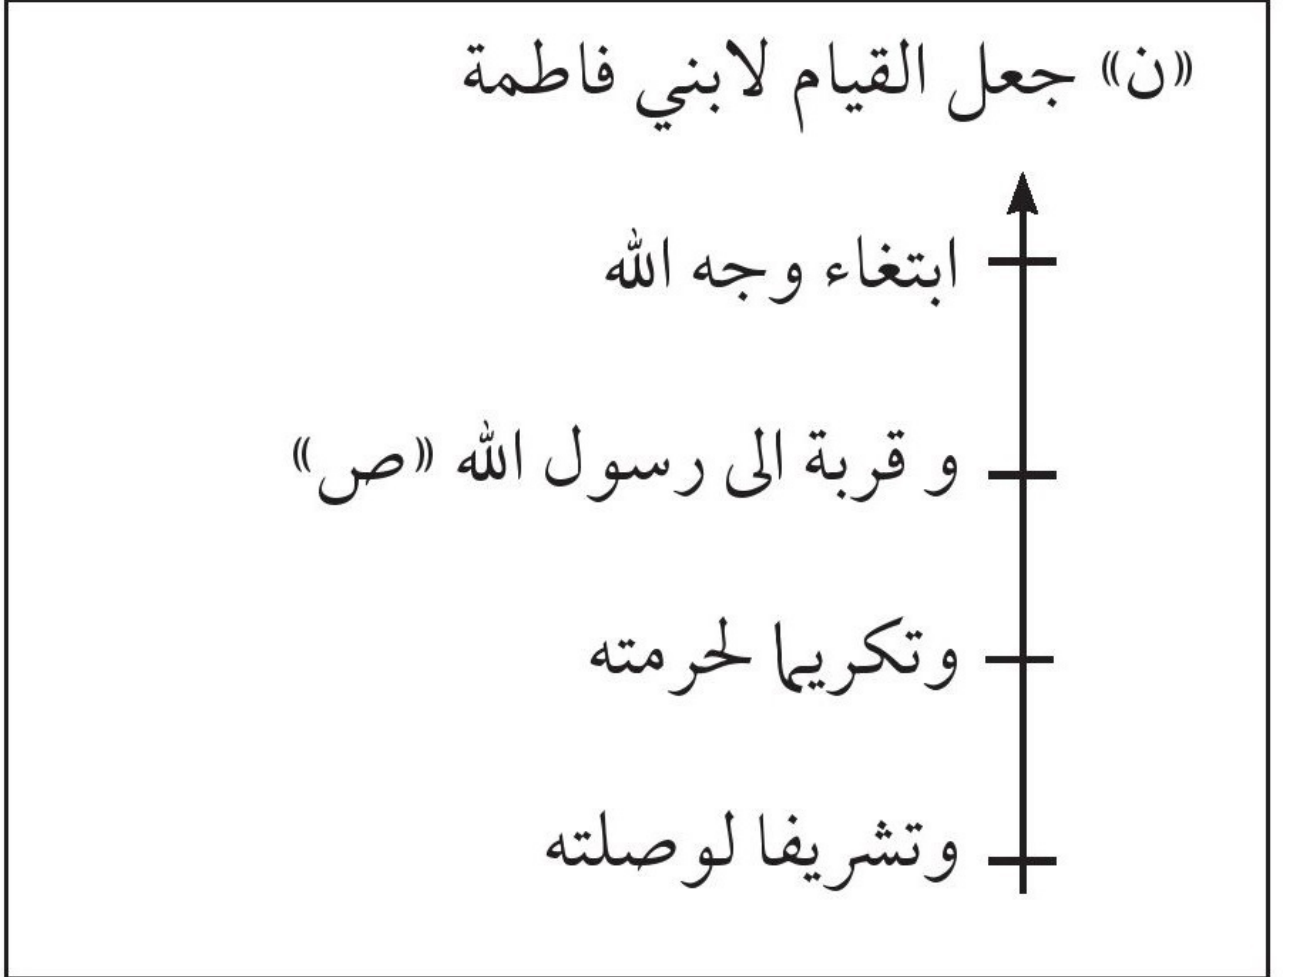 «ن» جعل القيام لابني فاطمة
ابتغاء وجه الله
و قربة الى رسول الله «ص»
وتكريما لحرمته
وتشريفا لوصلته